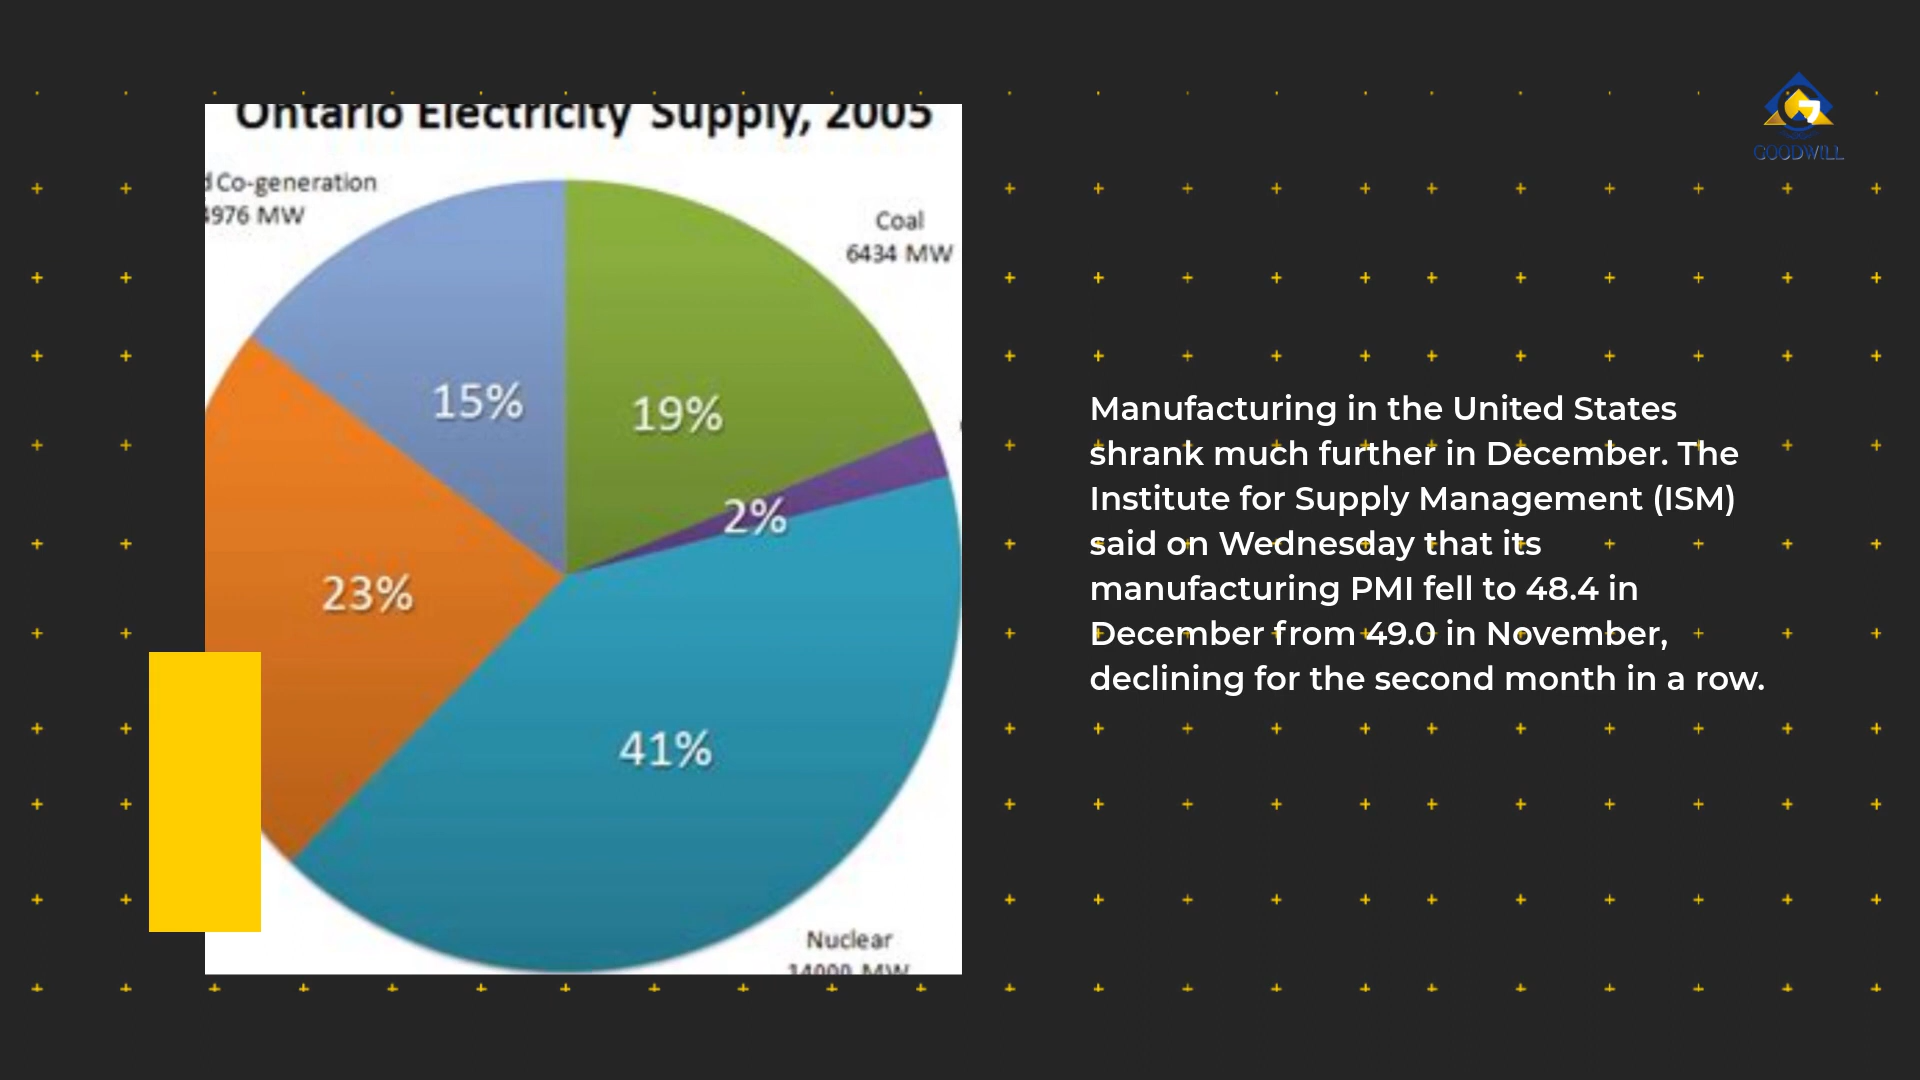 Ontario Electricity Supply, 2005
Co-generation
4976 MW
Coal
6434 MW
15%
19%
2%
23%
41%
Nuclear
MW
GOODWILL
Manufacturing in the United States
shrank much further in December. The
Institute for Supply Management (ISM)
said on Wednesday that its
manufacturing PMI fell to 48.4 in
December from 49.0 in November,
declining for the second month in a row.